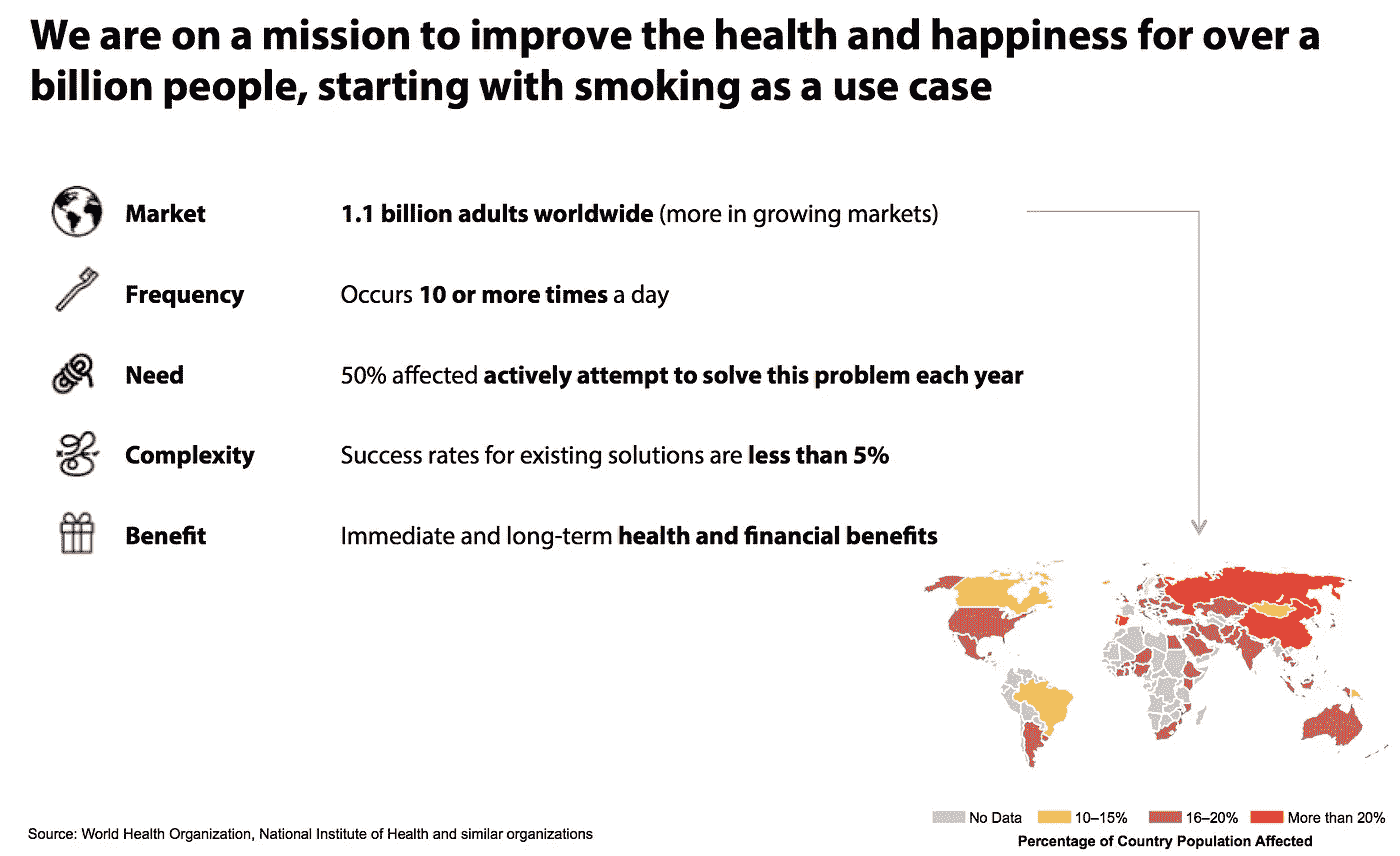 We are on a mission to improve the health and happiness for over a
billion people, starting with smoking as a use case
Market 1.1 billion adults worldwide (more in growing markets)
Frequency Occurs 10 or more times a day
Need 50% affected actively attempt to solve this problem each year
Complexity Success rates for existing solutions are less than 5%
Benefit Immediate and long-term health and financial benefits
No Data 10–15% 16–20% More than 20%
Percentage of Country Population Affected
Source: World Health Organization, National Institute of Health and similar organizations